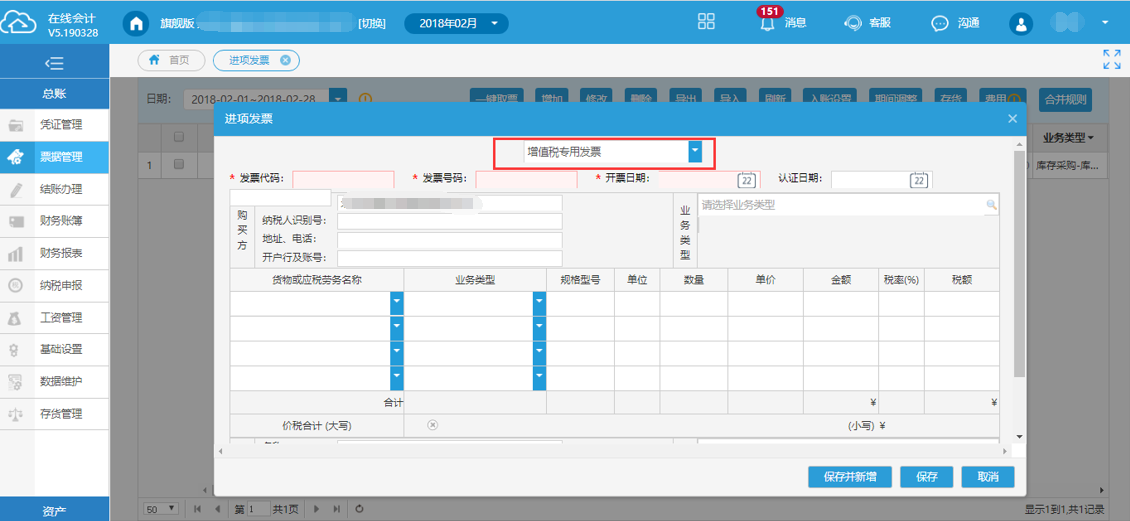 在线会计
V5.190328
旗舰版
[切换]
2018年02月
151
消息
客服
沟通
首页
进项发票
总账
凭证管理
票据管理
结账办理
财务账簿
财务报表
纳税申报
工资管理
基础设置
数据维护
存货管理
资产
日期: 2018-02-01~2018-02-28 一键取票 增加 修改 删除 导出 导入 刷新 入账设置 期间调整 存货 费用 合并规则
业务类型
1 库存采购-库...
进项发票
增值税专用发票
* 发票代码: * 发票号码: * 开票日期: 22 认证日期: 22
购买方
纳税人识别号:
地址、电话:
开户行及账号:
业务类型
请选择业务类型
货物或应税劳务名称 业务类型 规格型号 单位 数量 单价 金额 税率(%) 税额
合计 ¥ ¥
价税合计 (大写) (小写) ¥
保存并新增 保存 取消
50 第 1 共1页 显示1到1,共1记录